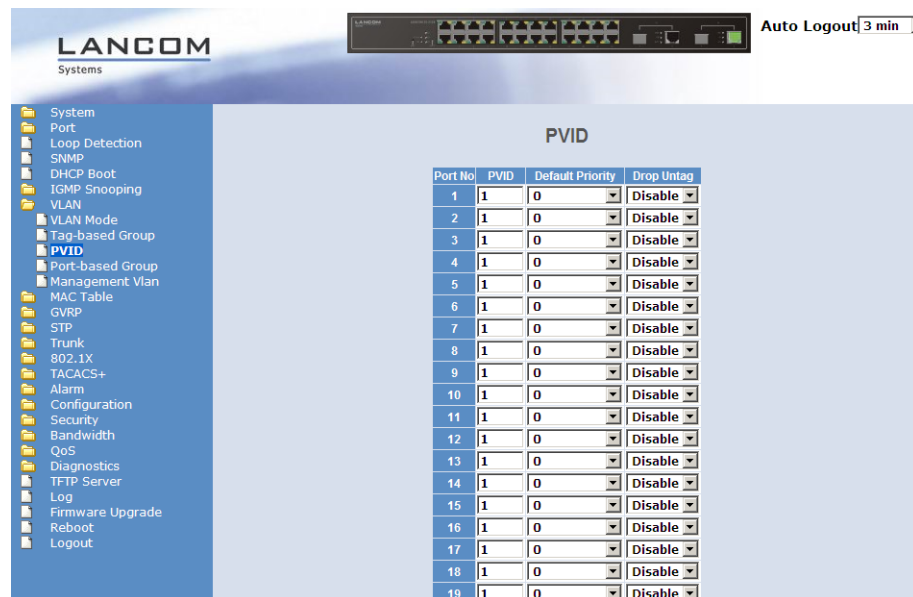 LANCOM
Systems
LANCOM
Auto Logout 3 min
System
Port
Loop Detection
SNMP
DHCP Boot
IGMP Snooping
VLAN
VLAN Mode
Tag-based Group
PVID
Port-based Group
Management Vlan
MAC Table
GVRP
STP
Trunk
802.1X
TACACS+
Alarm
Configuration
Security
Bandwidth
QoS
Diagnostics
TFTP Server
Log
Firmware Upgrade
Reboot
Logout
PVID
Port No PVID Default Priority Drop Untag
1 1 0 Disable
2 1 0 Disable
3 1 0 Disable
4 1 0 Disable
5 1 0 Disable
6 1 0 Disable
7 1 0 Disable
8 1 0 Disable
9 1 0 Disable
10 1 0 Disable
11 1 0 Disable
12 1 0 Disable
13 1 0 Disable
14 1 0 Disable
15 1 0 Disable
16 1 0 Disable
17 1 0 Disable
18 1 0 Disable
19 1 0 Disable